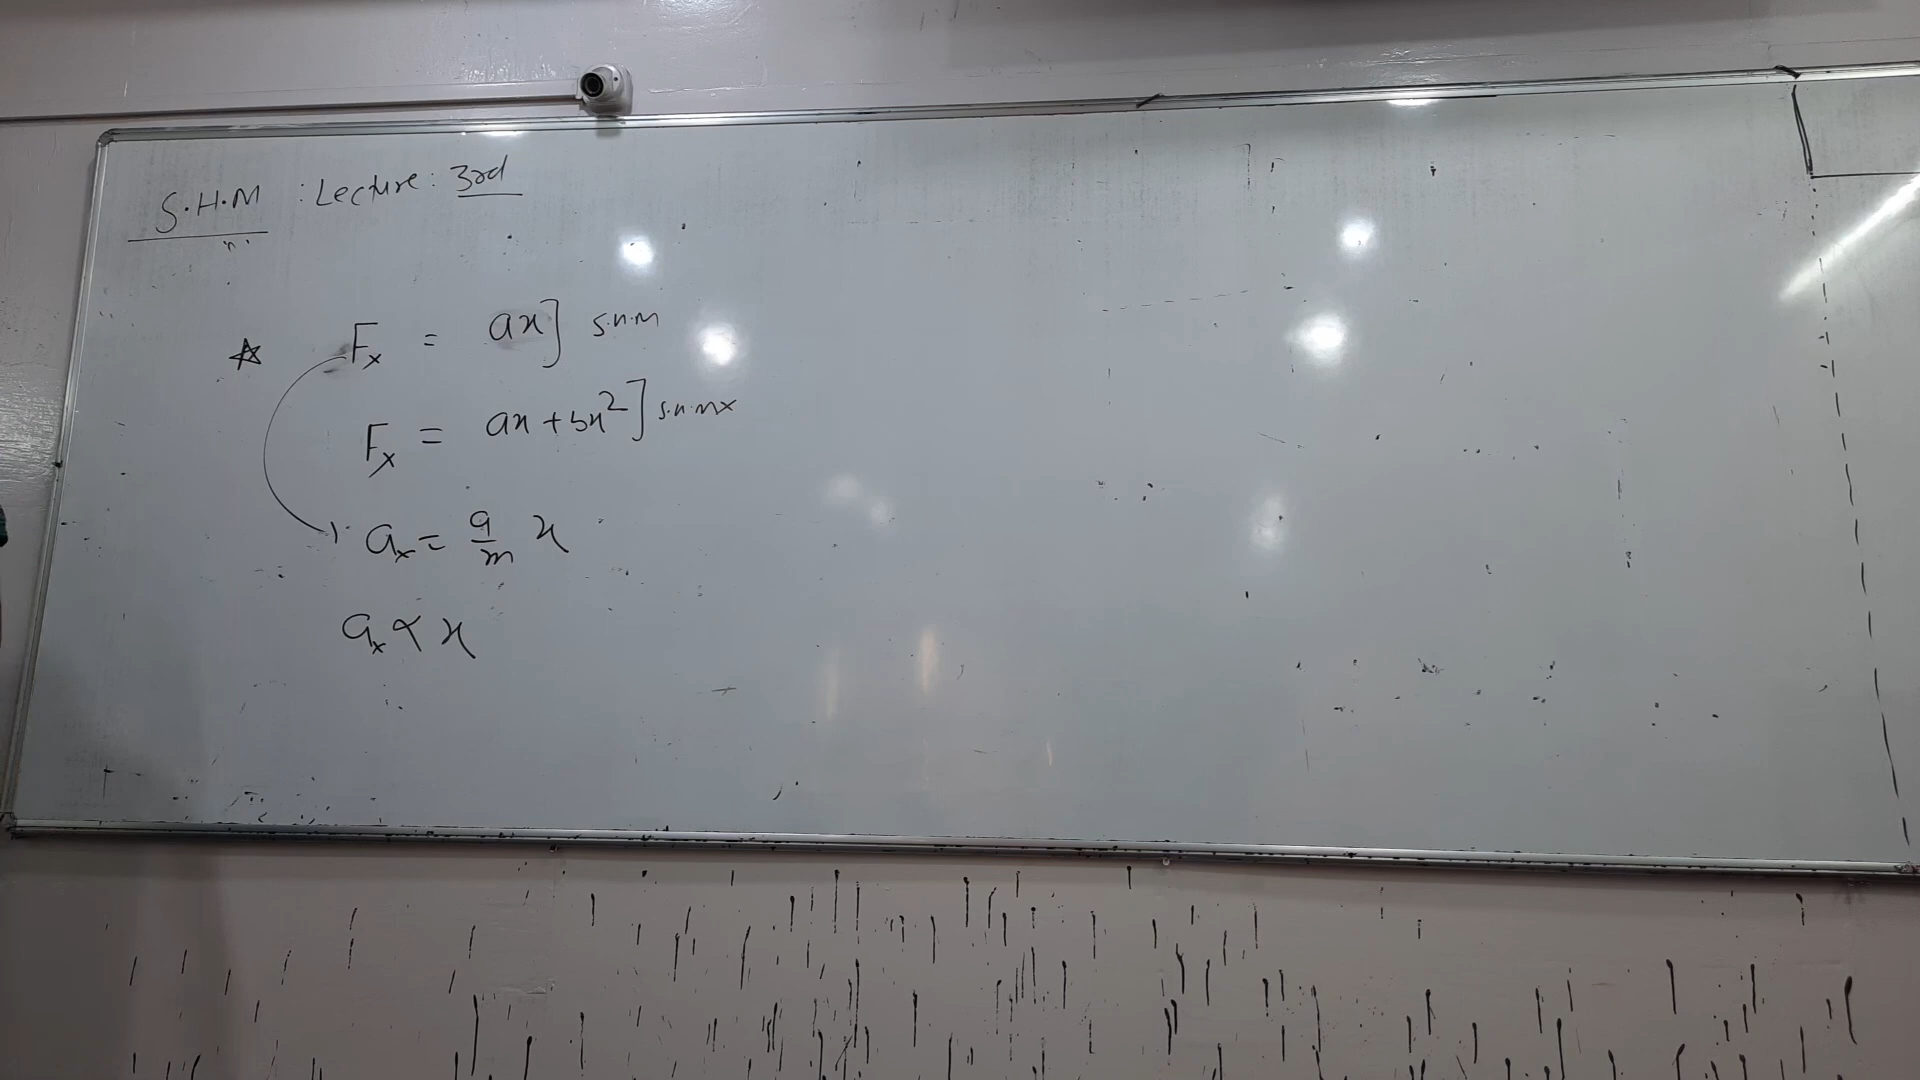 S.H.M : Lecture : 3rd
☆ Fx = ax] S.H.M
Fx = ax + bx²] S.H.M x
ax = a/m x
ax ∝ x